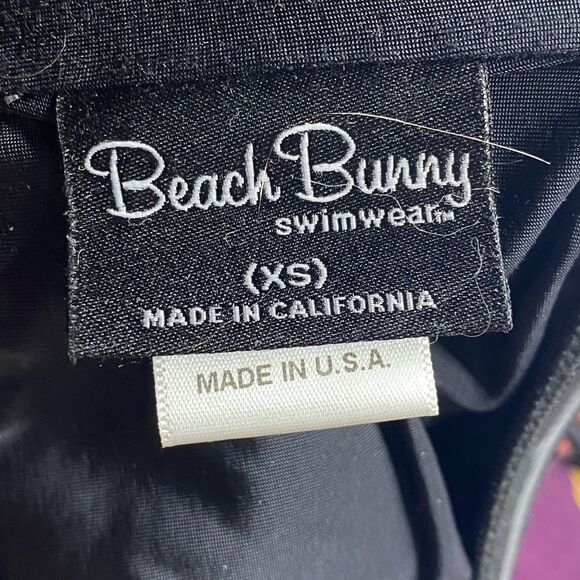 Beach Bunny
swimwear™
(XS)
MADE IN CALIFORNIA
MADE IN U.S.A.